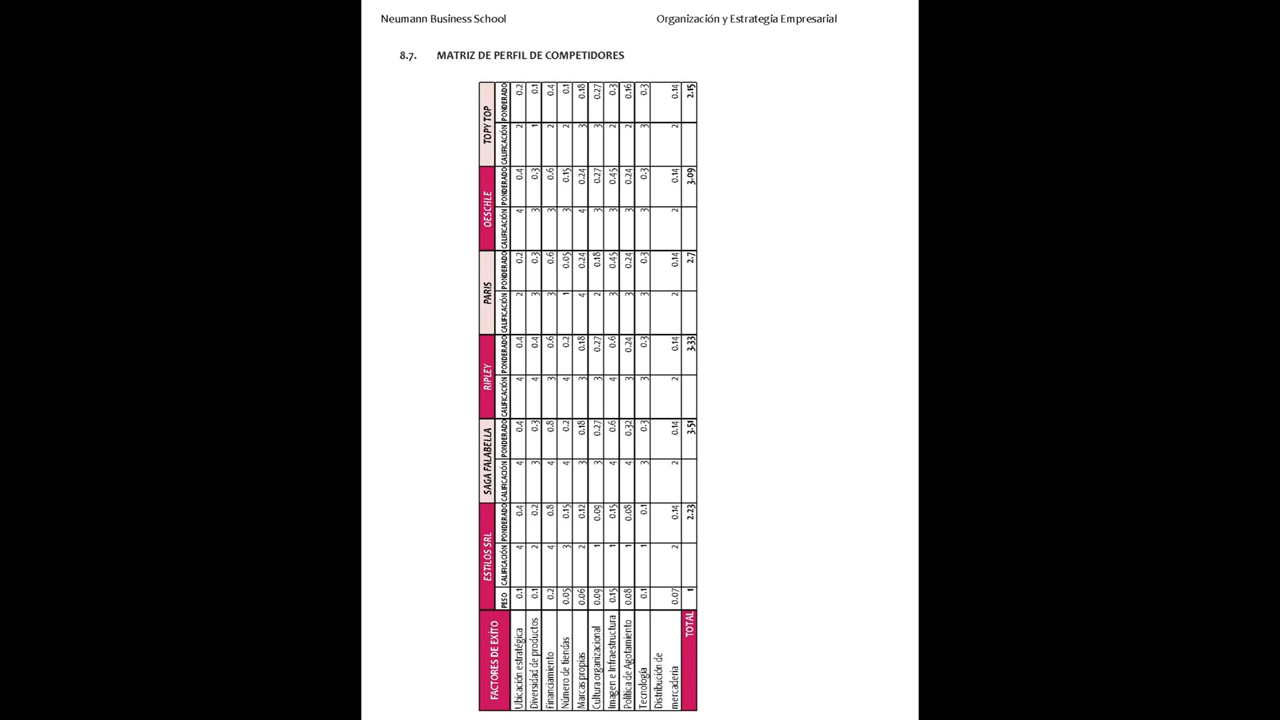 Neumann Business School Organización y Estrategia Empresarial
8.7. MATRIZ DE PERFIL DE COMPETIDORES
FACTORES DE EXÍTO ESTILOS SRL SAGA FALABELLA RIPLEY PARIS OESCHLE TOPY TOP
PESO CALIFICACIÓN PONDERADO CALIFICACIÓN PONDERADO CALIFICACIÓN PONDERADO CALIFICACIÓN PONDERADO CALIFICACIÓN PONDERADO CALIFICACIÓN PONDERADO
Ubicación estratégica 0.1 4 0.4 4 0.4 4 0.4 2 0.2 4 0.4 2 0.2
Diversidad de productos 0.1 2 0.2 3 0.3 4 0.4 3 0.3 3 0.3 1 0.1
Financiamiento 0.2 4 0.8 4 0.8 3 0.6 3 0.6 3 0.6 2 0.4
Número de tiendas 0.05 3 0.15 4 0.2 4 0.2 1 0.05 3 0.15 2 0.1
Marcas propias 0.06 2 0.12 3 0.18 3 0.18 4 0.24 4 0.24 3 0.18
Cultura organizacional 0.09 1 0.09 3 0.27 3 0.27 2 0.18 3 0.27 3 0.27
Imagen e Infraestructura 0.15 1 0.15 4 0.6 4 0.6 3 0.45 3 0.45 2 0.3
Política de Agotamiento 0.08 1 0.08 4 0.32 3 0.24 3 0.24 3 0.24 2 0.16
Tecnología 0.1 1 0.1 3 0.3 3 0.3 3 0.3 3 0.3 3 0.3
Distribución de
mercadería 0.07 2 0.14 2 0.14 2 0.14 2 0.14 2 0.14 2 0.14
TOTAL 1 2.23 3.51 3.33 2.7 3.09 2.15